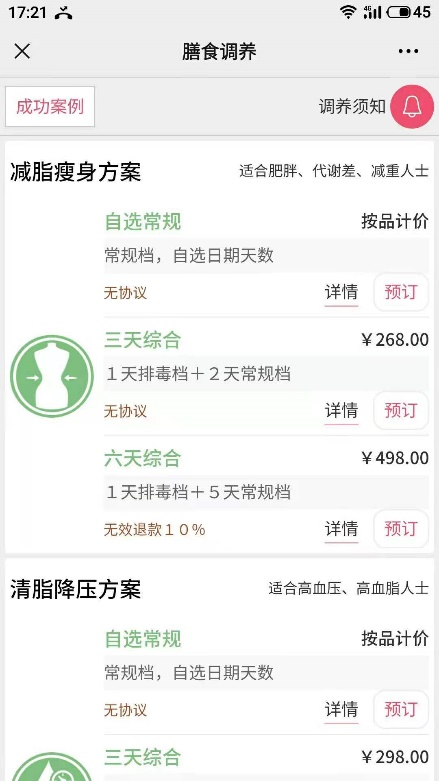 17:21 4G 45
膳食调养
成功案例 调养须知
减脂瘦身方案 适合肥胖、代谢差、减重人士
自选常规 按品计价
常规档，自选日期天数
无协议 详情 预订
三天综合 ￥268.00
１天排毒档＋２天常规档
无协议 详情 预订
六天综合 ￥498.00
１天排毒档＋５天常规档
无效退款１０％ 详情 预订
清脂降压方案 适合高血压、高血脂人士
自选常规 按品计价
常规档，自选日期天数
无协议 详情 预订
三天综合 ￥298.00